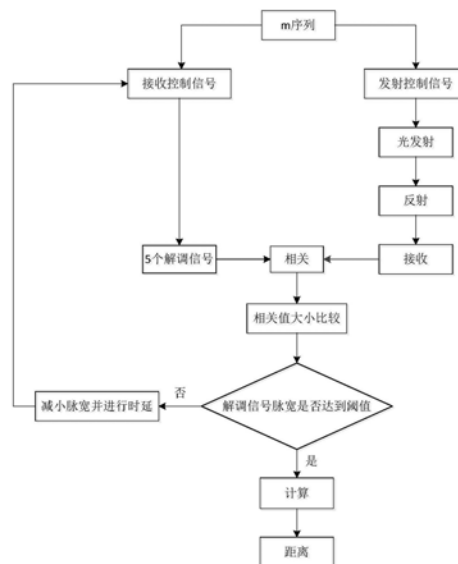 m序列
接收控制信号
发射控制信号
光发射
反射
5个解调信号
相关
接收
相关值大小比较
减小脉宽并进行时延
否
解调信号脉宽是否达到阈值
是
计算
距离